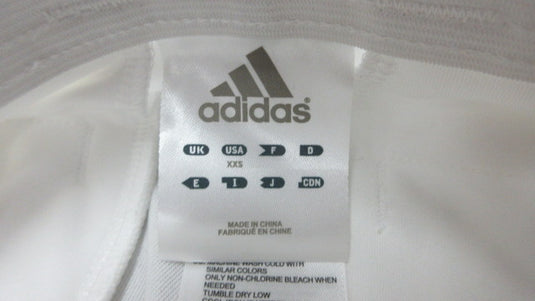 adidas®
UK USA F D
XXS
E I J CDN
MADE IN CHINA
FABRIQUÉ EN CHINE
MACHINE WASH COLD WITH
SIMILAR COLORS
ONLY NON-CHLORINE BLEACH WHEN
NEEDED
TUMBLE DRY LOW